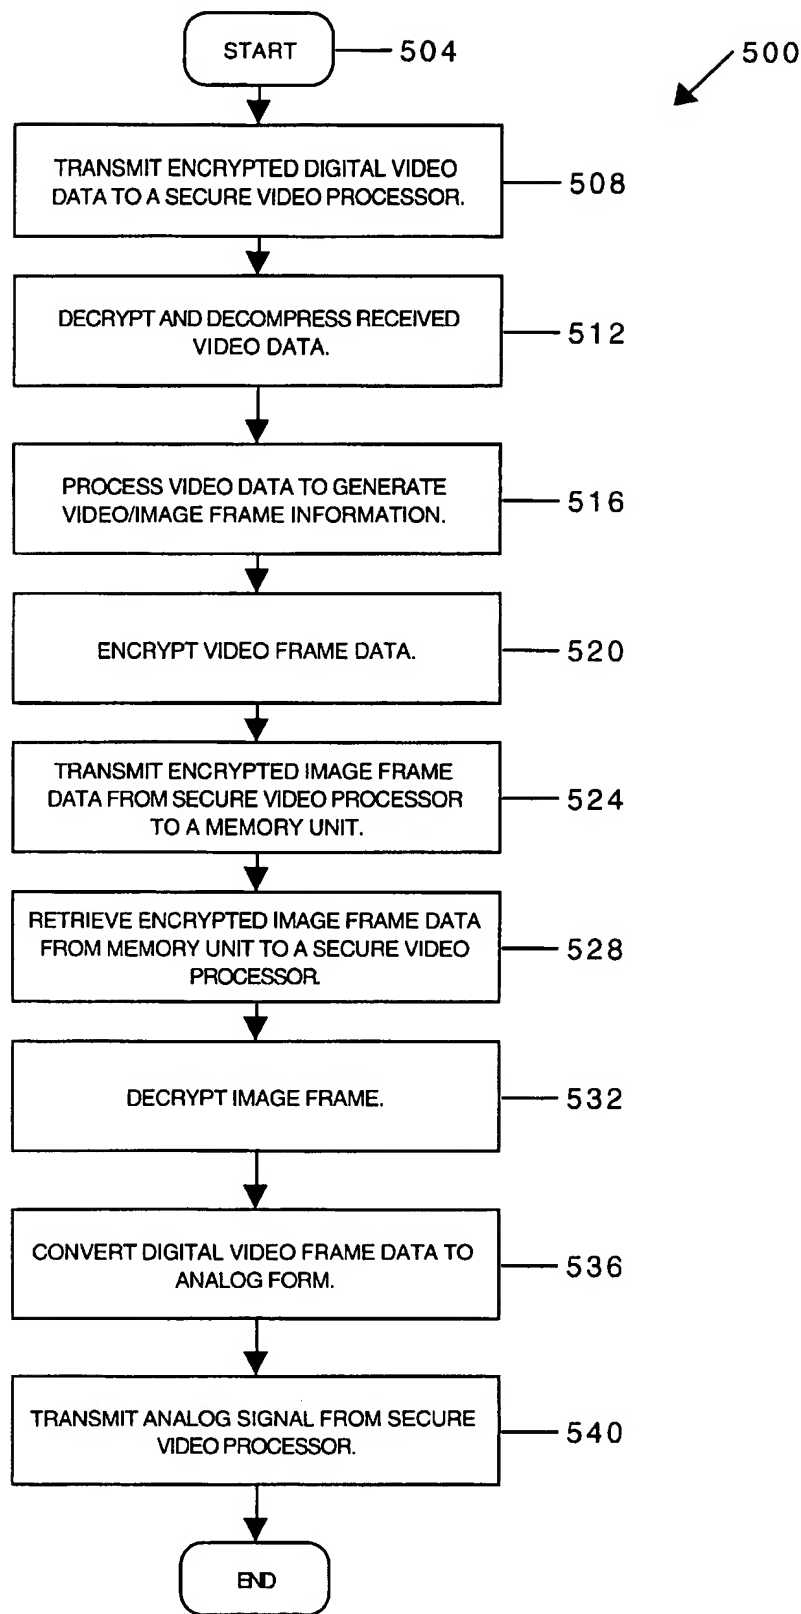 START
504
500
TRANSMIT ENCRYPTED DIGITAL VIDEO
DATA TO A SECURE VIDEO PROCESSOR.
508
DECRYPT AND DECOMPRESS RECEIVED
VIDEO DATA.
512
PROCESS VIDEO DATA TO GENERATE
VIDEO/IMAGE FRAME INFORMATION.
516
ENCRYPT VIDEO FRAME DATA.
520
TRANSMIT ENCRYPTED IMAGE FRAME
DATA FROM SECURE VIDEO PROCESSOR
TO A MEMORY UNIT.
524
RETRIEVE ENCRYPTED IMAGE FRAME DATA
FROM MEMORY UNIT TO A SECURE VIDEO
PROCESSOR.
528
DECRYPT IMAGE FRAME.
532
CONVERT DIGITAL VIDEO FRAME DATA TO
ANALOG FORM.
536
TRANSMIT ANALOG SIGNAL FROM SECURE
VIDEO PROCESSOR.
540
END